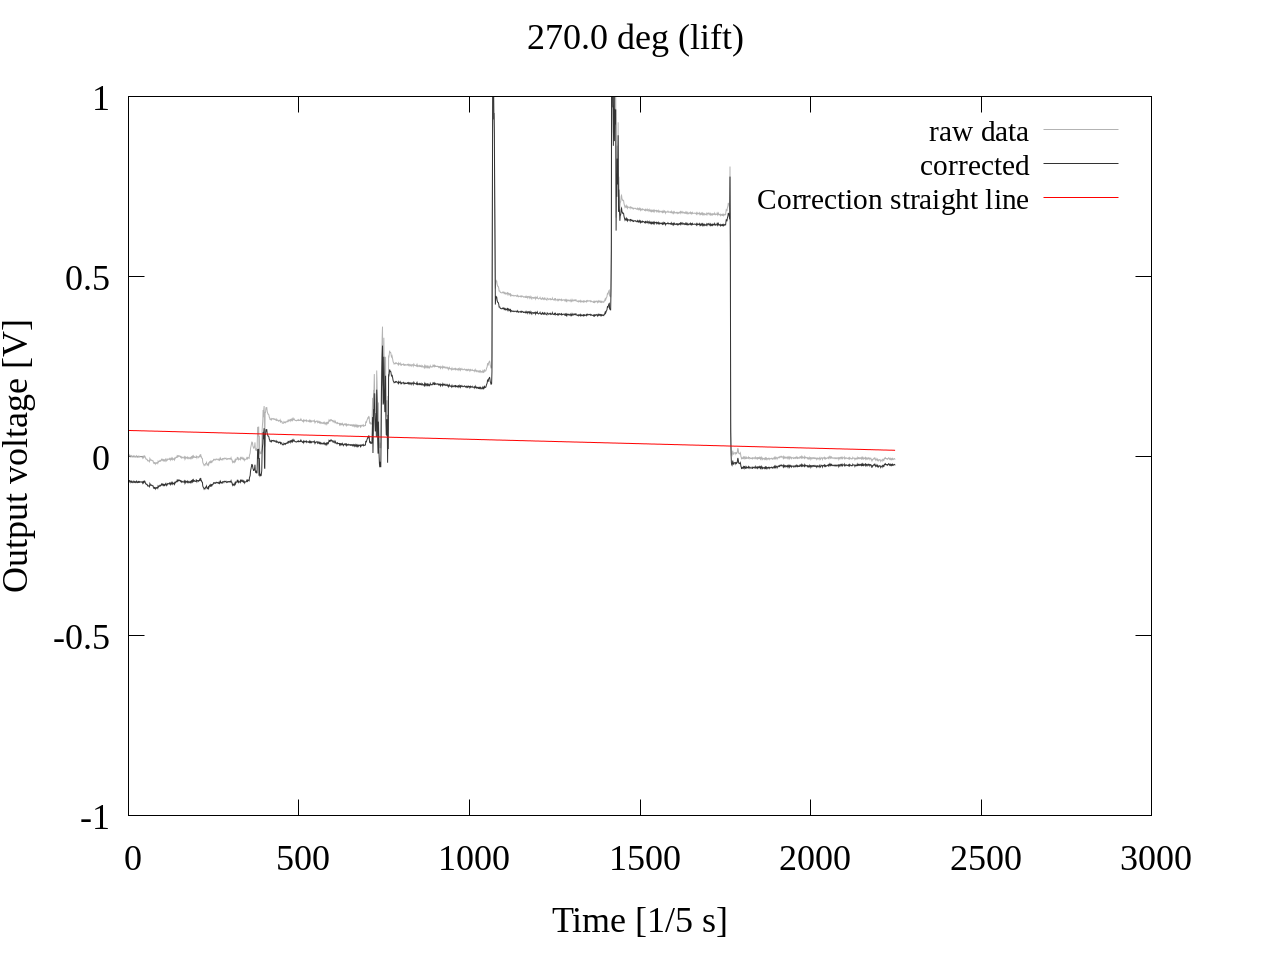 270.0 deg (lift)
raw data
corrected
Correction straight line
Output voltage [V]
1
0.5
0
-0.5
-1
0 500 1000 1500 2000 2500 3000
Time [1/5 s]